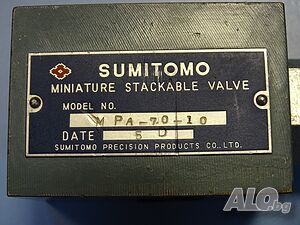 SUMITOMO
MINIATURE STACKABLE VALVE
MODEL NO. MPA-70-10
DATE 5 D
SUMITOMO PRECISION PRODUCTS CO., LTD.
ALO.bg